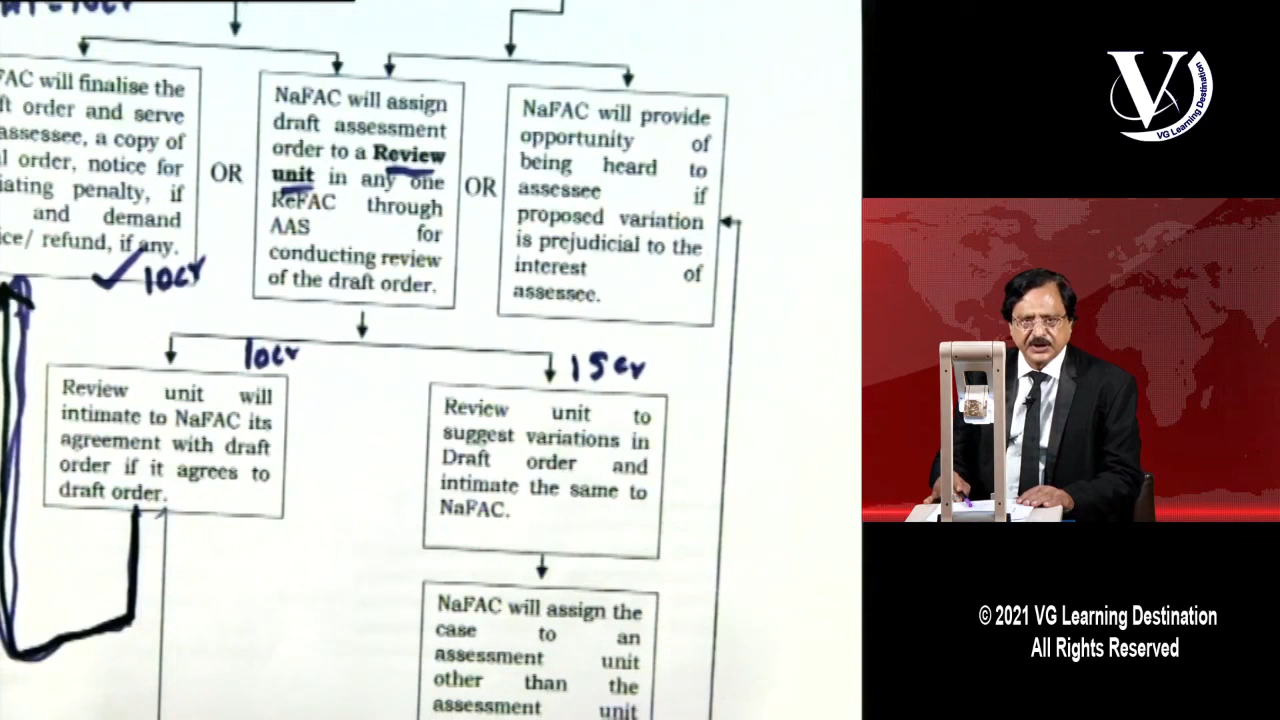 FAC will finalise the
ft order and serve
assessee, a copy of
l order, notice for
iating penalty, if
and demand
ice/ refund, if any.
10cr
OR
NaFAC will assign
draft assessment
order to a Review
unit in any one
ReFAC through
AAS for
conducting review
of the draft order.
OR
NaFAC will provide
opportunity of
being heard to
assessee if
proposed variation
is prejudicial to the
interest of
assessee.
10cr
15cr
Review unit will
intimate to NaFAC its
agreement with draft
order if it agrees to
draft order.
Review unit to
suggest variations in
Draft order and
intimate the same to
NaFAC.
NaFAC will assign the
case to an
assessment unit
other than the
assessment unit
V
VG Learning Destination
© 2021 VG Learning Destination
All Rights Reserved